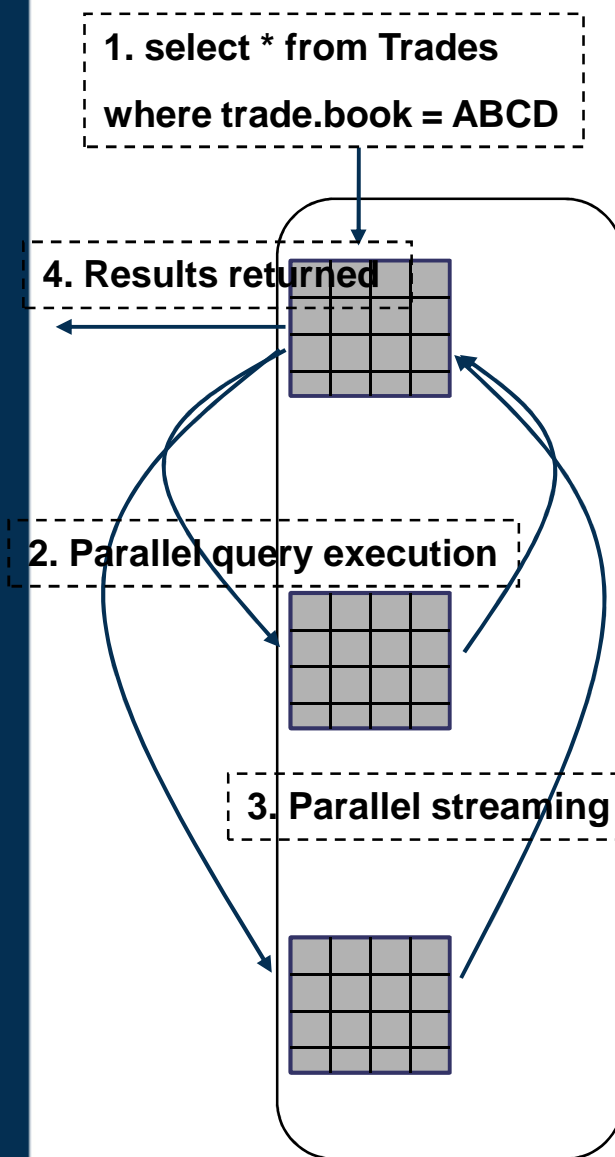 1. select * from Trades
where trade.book = ABCD
4. Results returned
2. Parallel query execution
3. Parallel streaming